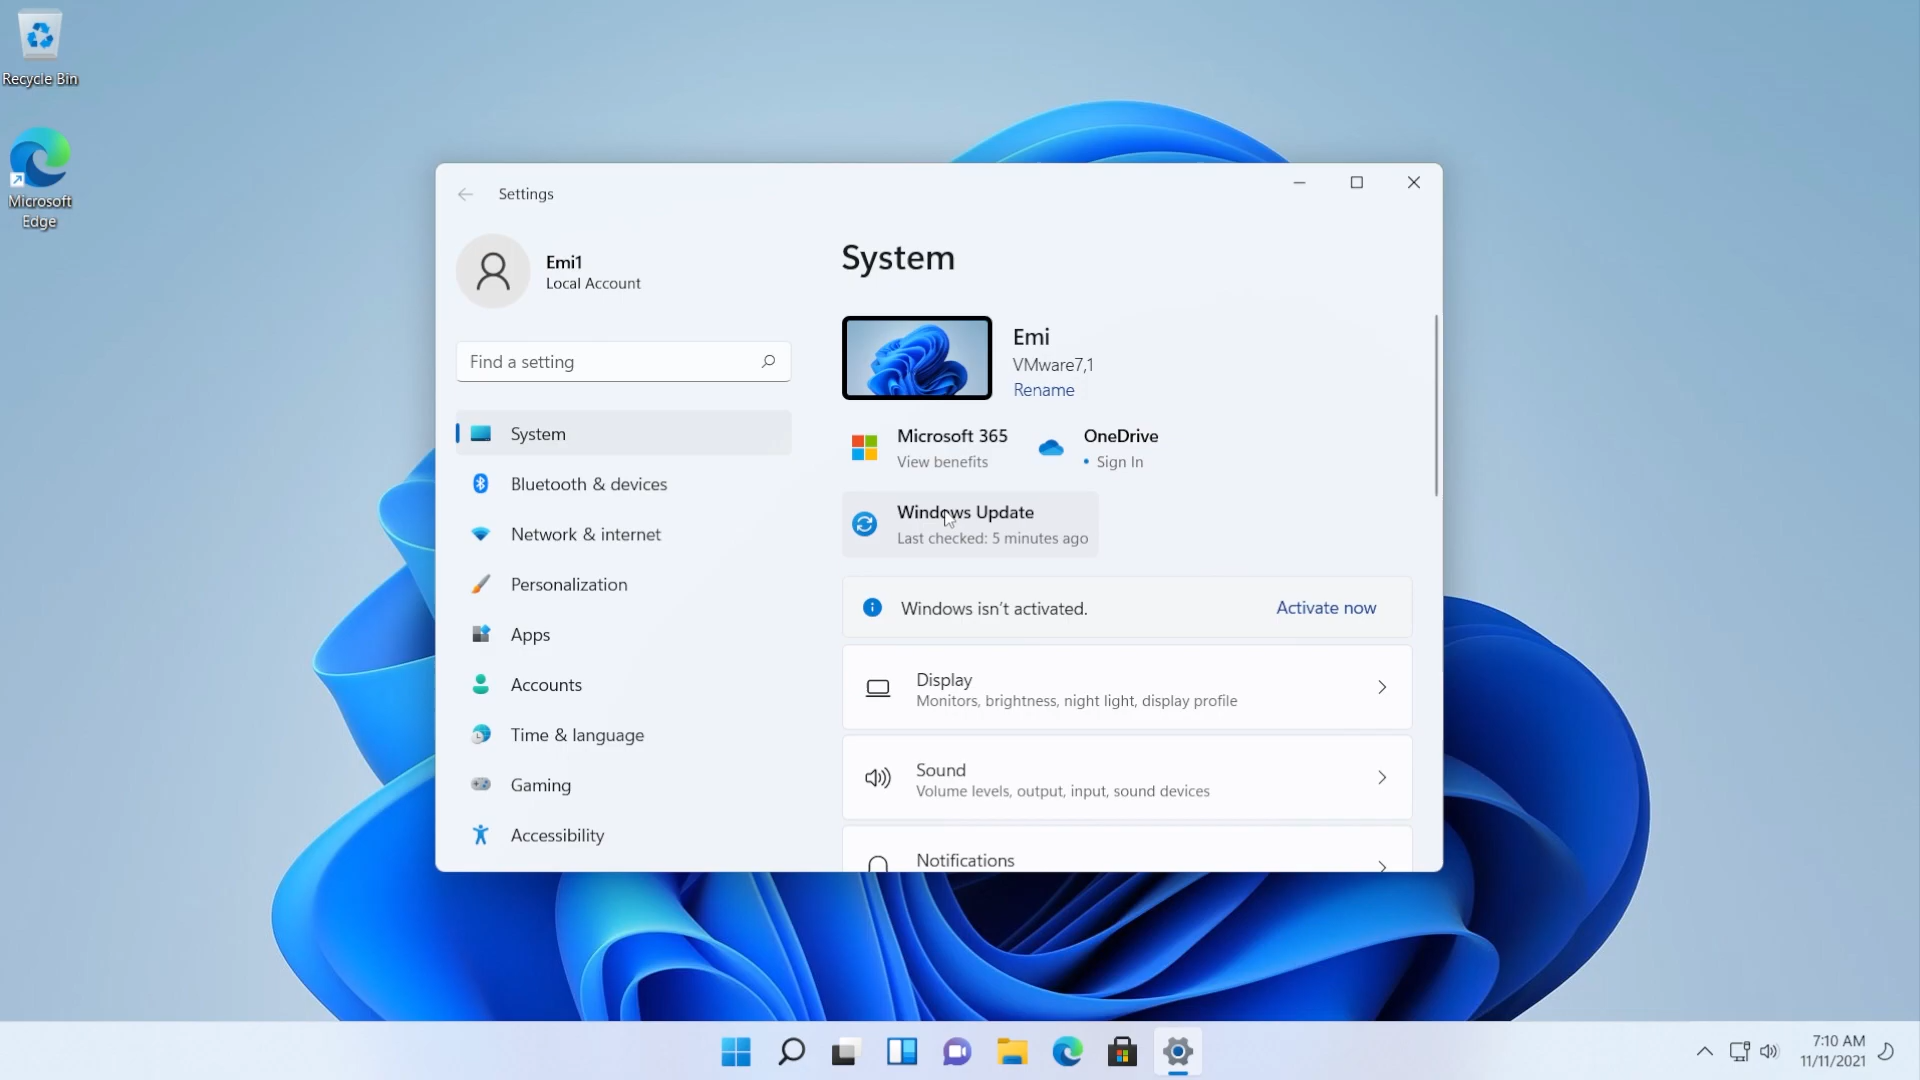 Recycle Bin
Microsoft
Edge
Settings
Emi1
Local Account
Find a setting
System
Bluetooth & devices
Network & internet
Personalization
Apps
Accounts
Time & language
Gaming
Accessibility
System
Emi
VMware7,1
Rename
Microsoft 365
View benefits
OneDrive
• Sign In
Windows Update
Last checked: 5 minutes ago
Windows isn't activated.
Activate now
Display
Monitors, brightness, night light, display profile
Sound
Volume levels, output, input, sound devices
Notifications
7:10 AM
11/11/2021